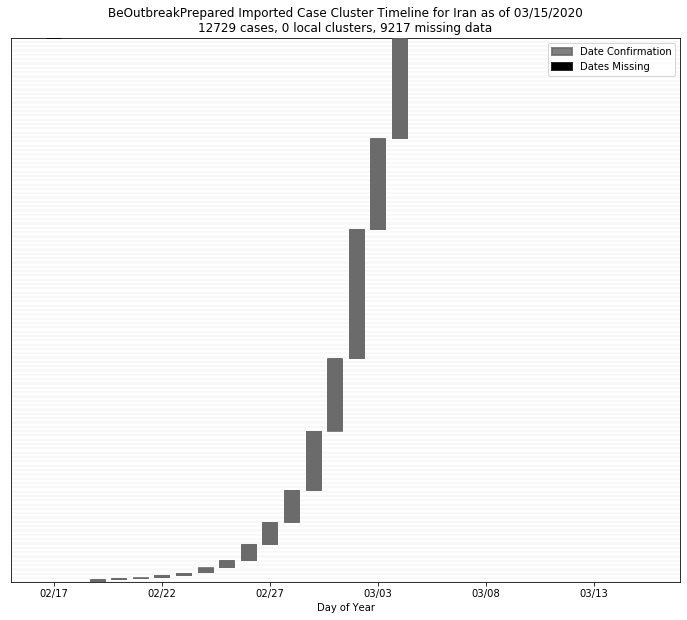 BeOutbreakPrepared Imported Case Cluster Timeline for Iran as of 03/15/2020
12729 cases, 0 local clusters, 9217 missing data
Date Confirmation
Dates Missing
02/17 02/22 02/27 03/03 03/08 03/13
Day of Year